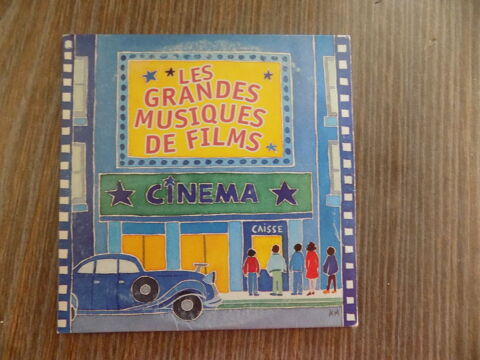 LES
GRANDES
MUSIQUES
DE FILMS
CINEMA
CAISSE